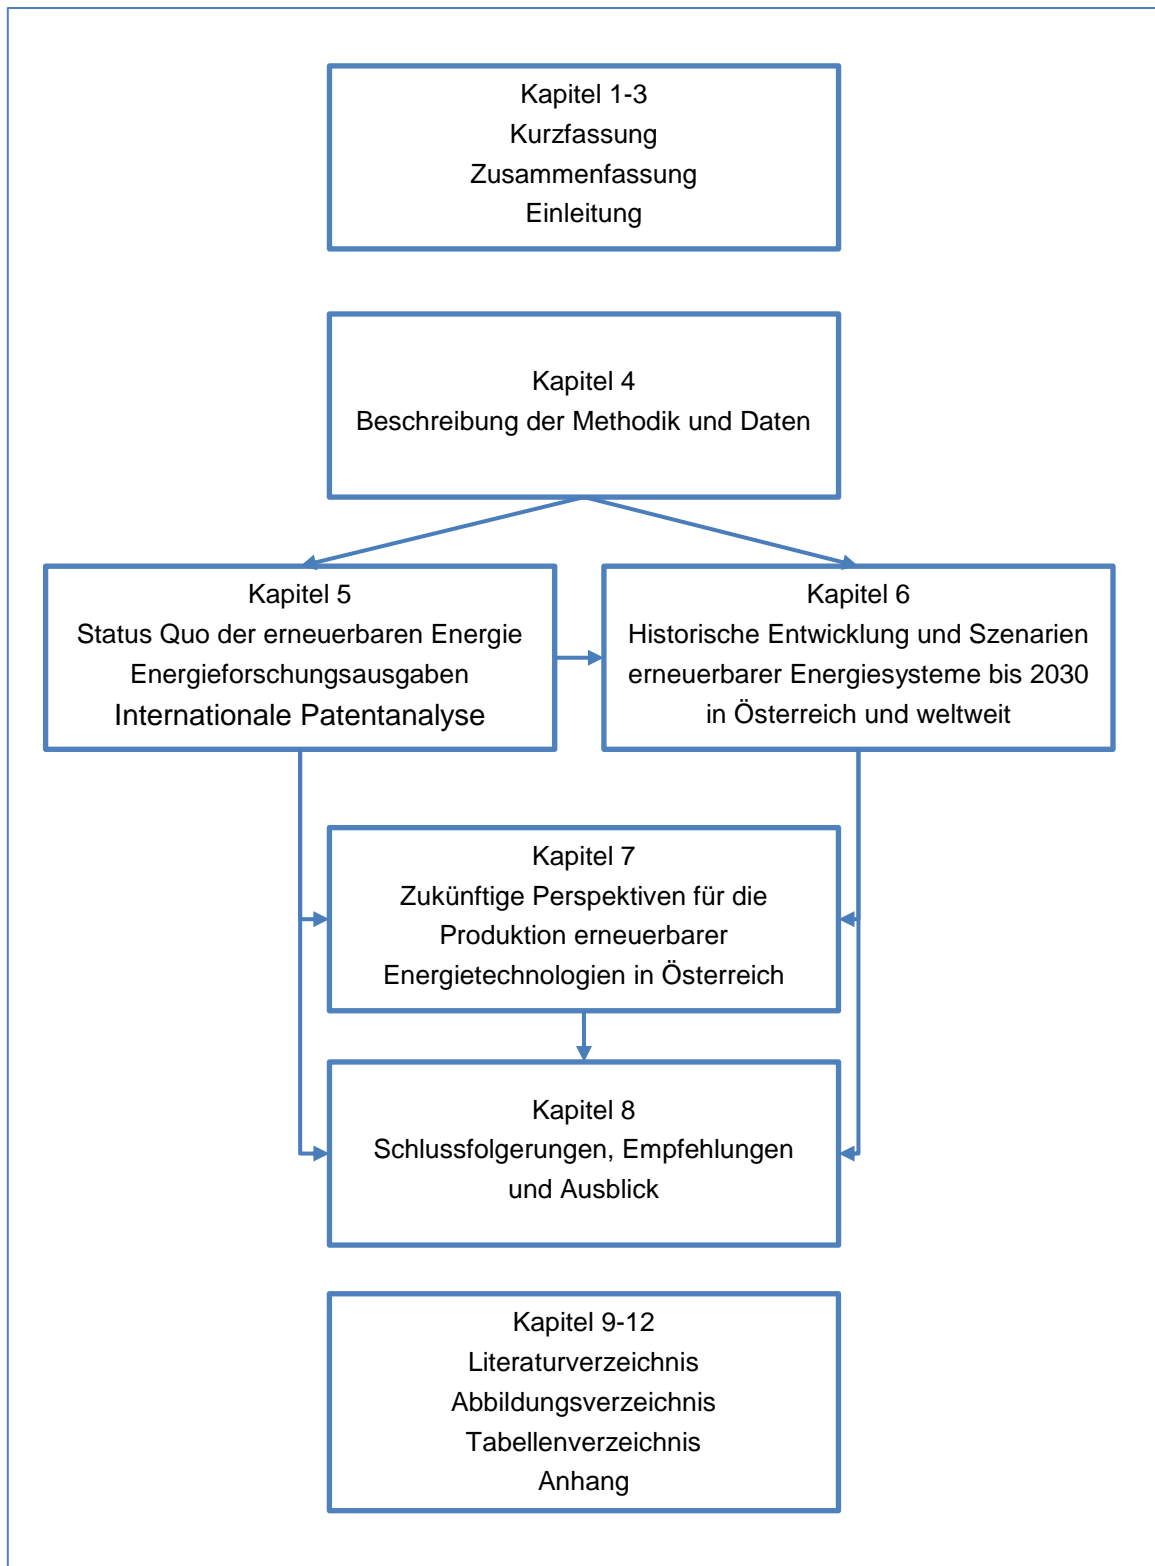 Kapitel 1-3
Kurzfassung
Zusammenfassung
Einleitung
Kapitel 4
Beschreibung der Methodik und Daten
Kapitel 5
Status Quo der erneuerbaren Energie
Energieforschungsausgaben
Internationale Patentanalyse
Kapitel 6
Historische Entwicklung und Szenarien
erneuerbarer Energiesysteme bis 2030
in Österreich und weltweit
Kapitel 7
Zukünftige Perspektiven für die
Produktion erneuerbarer
Energietechnologien in Österreich
Kapitel 8
Schlussfolgerungen, Empfehlungen
und Ausblick
Kapitel 9-12
Literaturverzeichnis
Abbildungsverzeichnis
Tabellenverzeichnis
Anhang